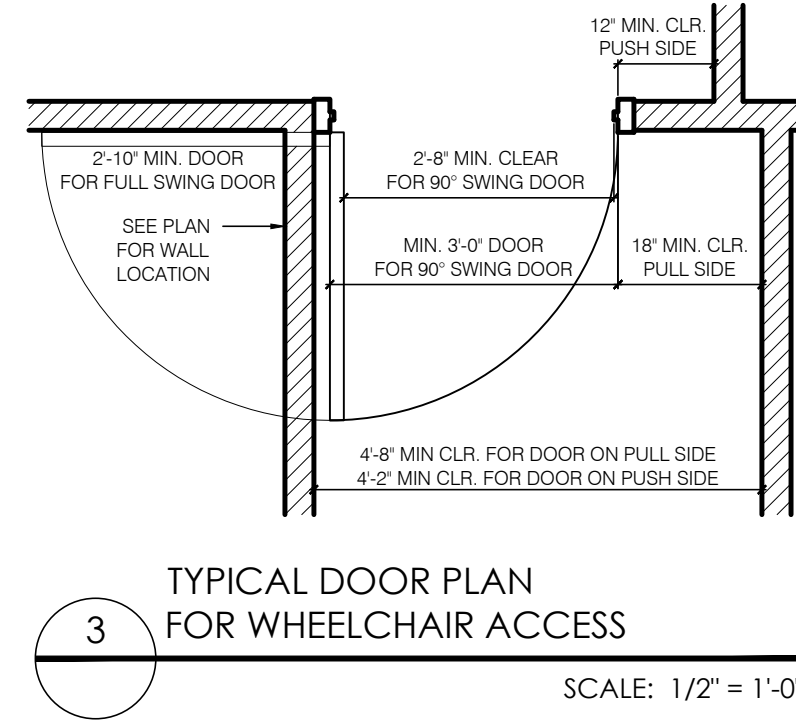 12" MIN. CLR.
PUSH SIDE
2'-10" MIN. DOOR
FOR FULL SWING DOOR
2'-8" MIN. CLEAR
FOR 90° SWING DOOR
SEE PLAN
FOR WALL
LOCATION
MIN. 3'-0" DOOR
FOR 90° SWING DOOR
18" MIN. CLR.
PULL SIDE
4'-8" MIN CLR. FOR DOOR ON PULL SIDE
4'-2" MIN CLR. FOR DOOR ON PUSH SIDE
3
TYPICAL DOOR PLAN
FOR WHEELCHAIR ACCESS
SCALE: 1/2" = 1'-0"